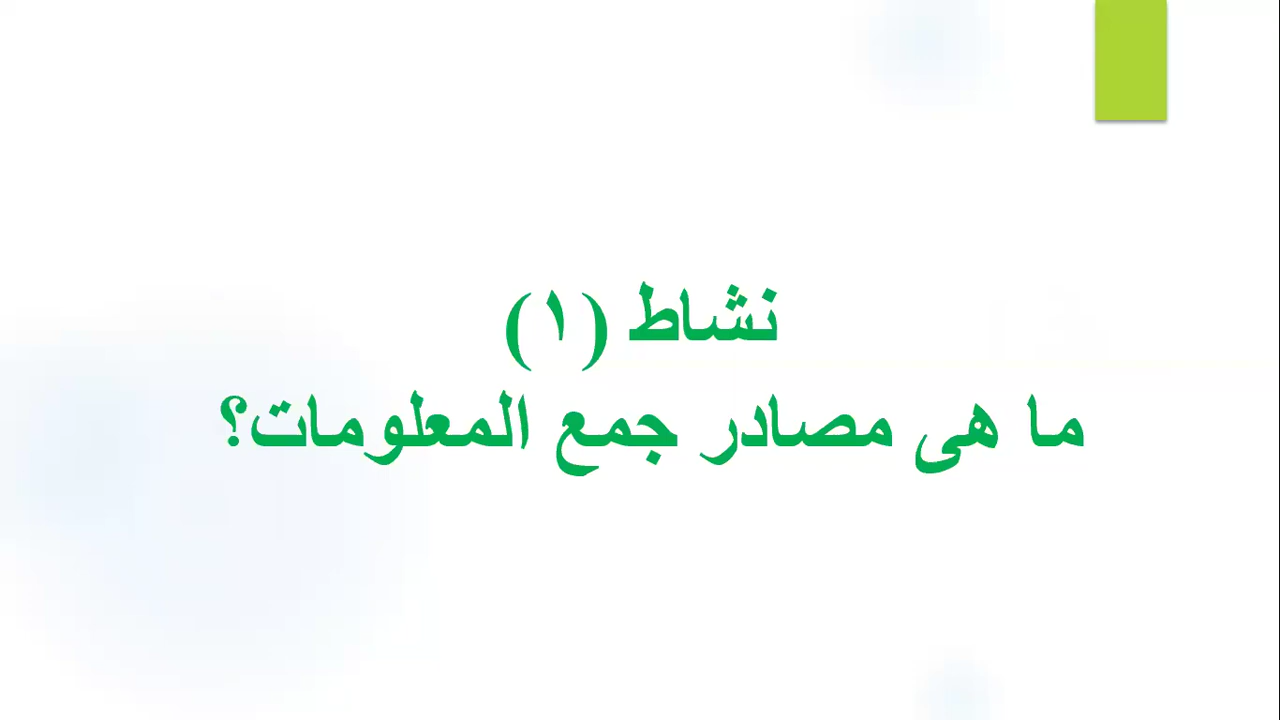 نشاط (١)
ما هى مصادر جمع المعلومات؟